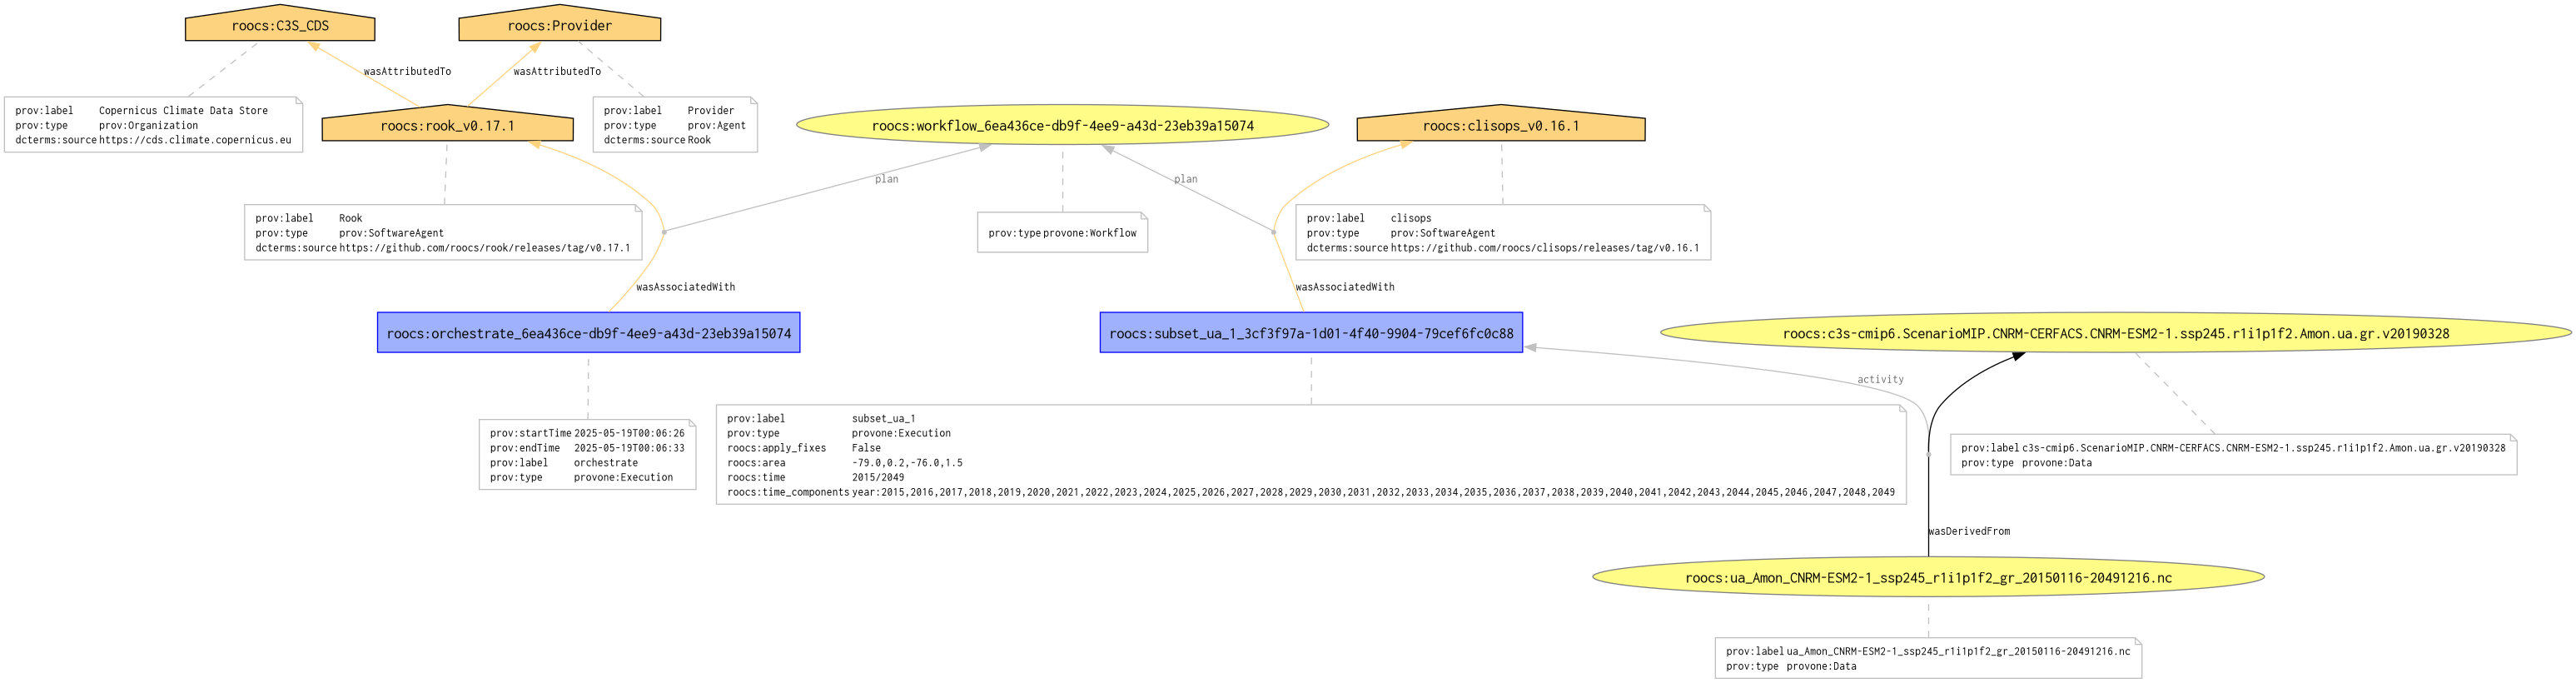 roocs:C3S_CDS
roocs:Provider
wasAttributedTo
wasAttributedTo
prov:label Copernicus Climate Data Store
prov:type prov:Organization
dcterms:source https://cds.climate.copernicus.eu
roocs:rook_v0.17.1
prov:label Provider
prov:type prov:Agent
dcterms:source Rook
roocs:workflow_6ea436ce-db9f-4ee9-a43d-23eb39a15074
roocs:clisops_v0.16.1
plan
plan
prov:label Rook
prov:type prov:SoftwareAgent
dcterms:source https://github.com/roocs/rook/releases/tag/v0.17.1
prov:type provone:Workflow
prov:label clisops
prov:type prov:SoftwareAgent
dcterms:source https://github.com/roocs/clisops/releases/tag/v0.16.1
wasAssociatedWith
wasAssociatedWith
roocs:orchestrate_6ea436ce-db9f-4ee9-a43d-23eb39a15074
roocs:subset_ua_1_3cf3f97a-1d01-4f40-9904-79cef6fc0c88
roocs:c3s-cmip6.ScenarioMIP.CNRM-CERFACS.CNRM-ESM2-1.ssp245.r1i1p1f2.Amon.ua.gr.v20190328
activity
prov:startTime 2025-05-19T00:06:26
prov:endTime 2025-05-19T00:06:33
prov:label orchestrate
prov:type provone:Execution
prov:label subset_ua_1
prov:type provone:Execution
roocs:apply_fixes False
roocs:area -79.0,0.2,-76.0,1.5
roocs:time 2015/2049
roocs:time_components year:2015,2016,2017,2018,2019,2020,2021,2022,2023,2024,2025,2026,2027,2028,2029,2030,2031,2032,2033,2034,2035,2036,2037,2038,2039,2040,2041,2042,2043,2044,2045,2046,2047,2048,2049
prov:label c3s-cmip6.ScenarioMIP.CNRM-CERFACS.CNRM-ESM2-1.ssp245.r1i1p1f2.Amon.ua.gr.v20190328
prov:type provone:Data
wasDerivedFrom
roocs:ua_Amon_CNRM-ESM2-1_ssp245_r1i1p1f2_gr_20150116-20491216.nc
prov:label ua_Amon_CNRM-ESM2-1_ssp245_r1i1p1f2_gr_20150116-20491216.nc
prov:type provone:Data